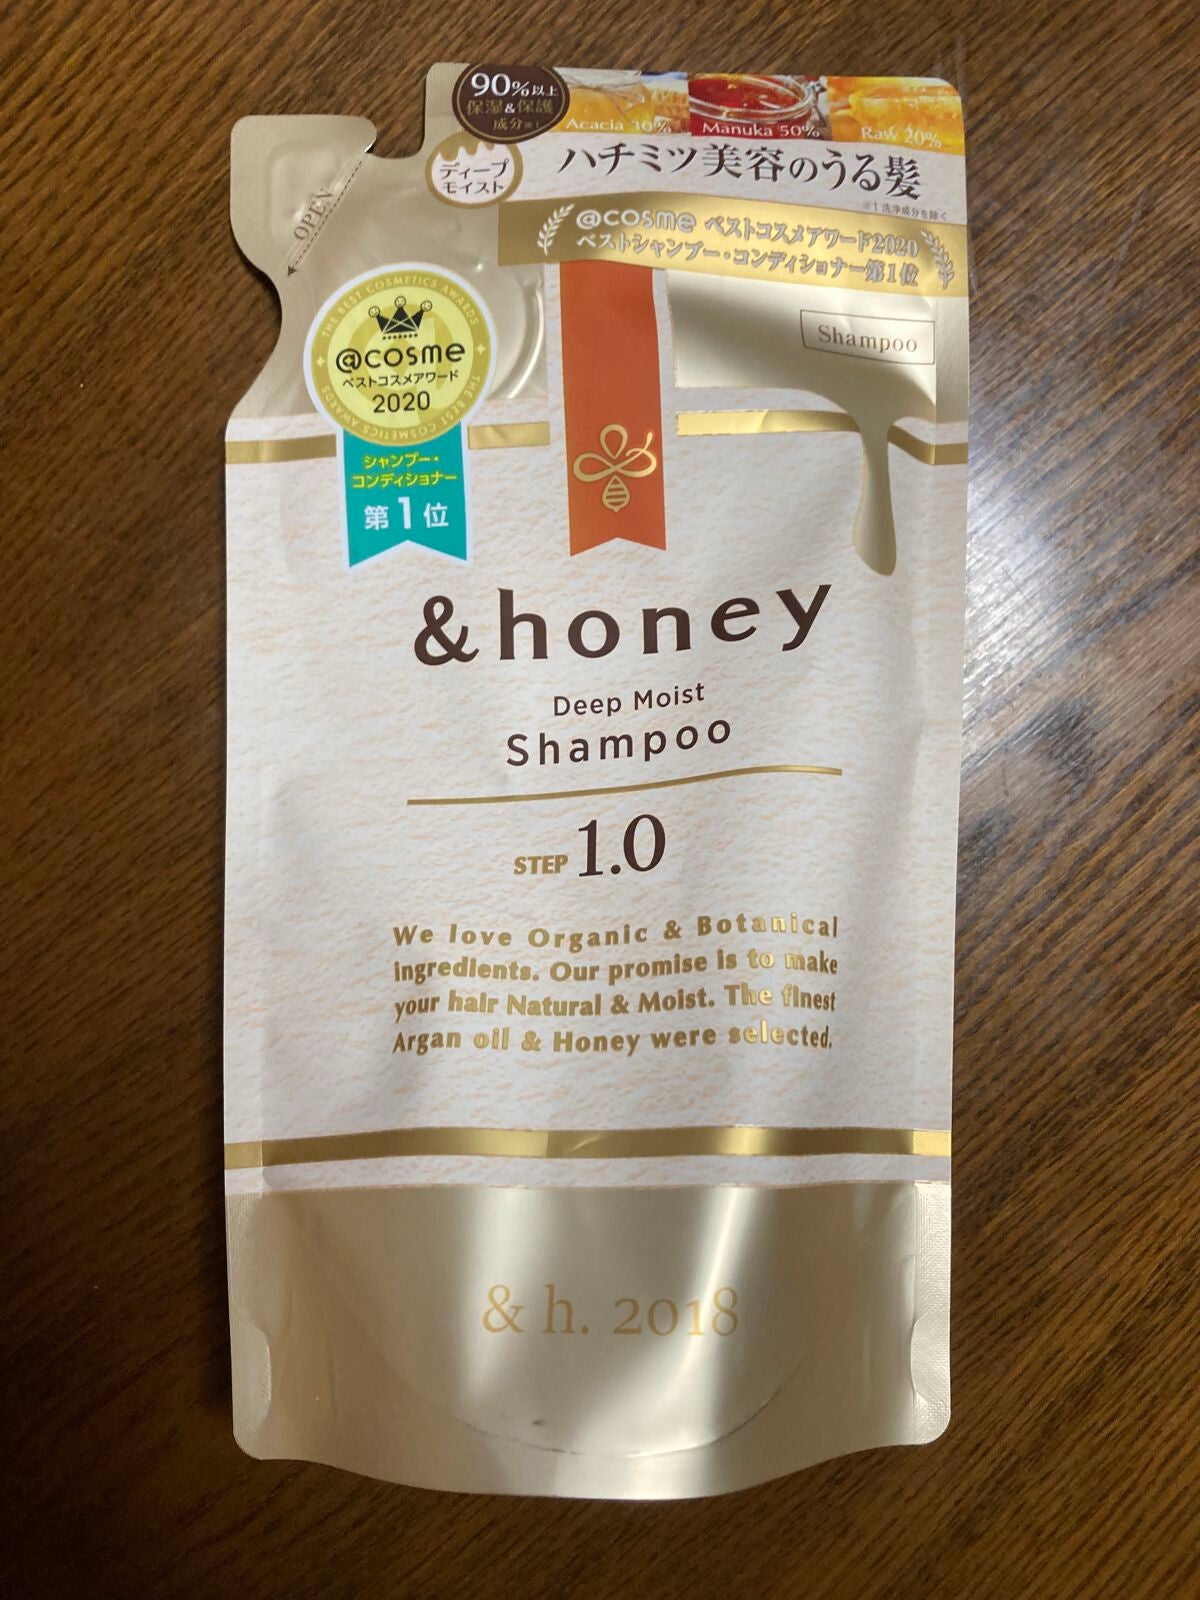 90%以上
保湿&保護
成分※1
Acacia 30%
Manuka 50%
Raw 20%
ディープ
モイスト
ハチミツ美容のうる髪
※1 洗浄成分を除く
OPEN
@cosme ベストコスメアワード2020
ベストシャンプー・コンディショナー第1位
Shampoo
THE BEST COSMETICS AWARDS
@cosme
ベストコスメアワード
2020
THE BEST COSMETICS AWARDS
シャンプー・
コンディショナー
第1位
&honey
Deep Moist
Shampoo
STEP 1.0
We love Organic & Botanical
ingredients. Our promise is to make
your hair Natural & Moist. The finest
Argan oil & Honey were selected.
& h. 2018